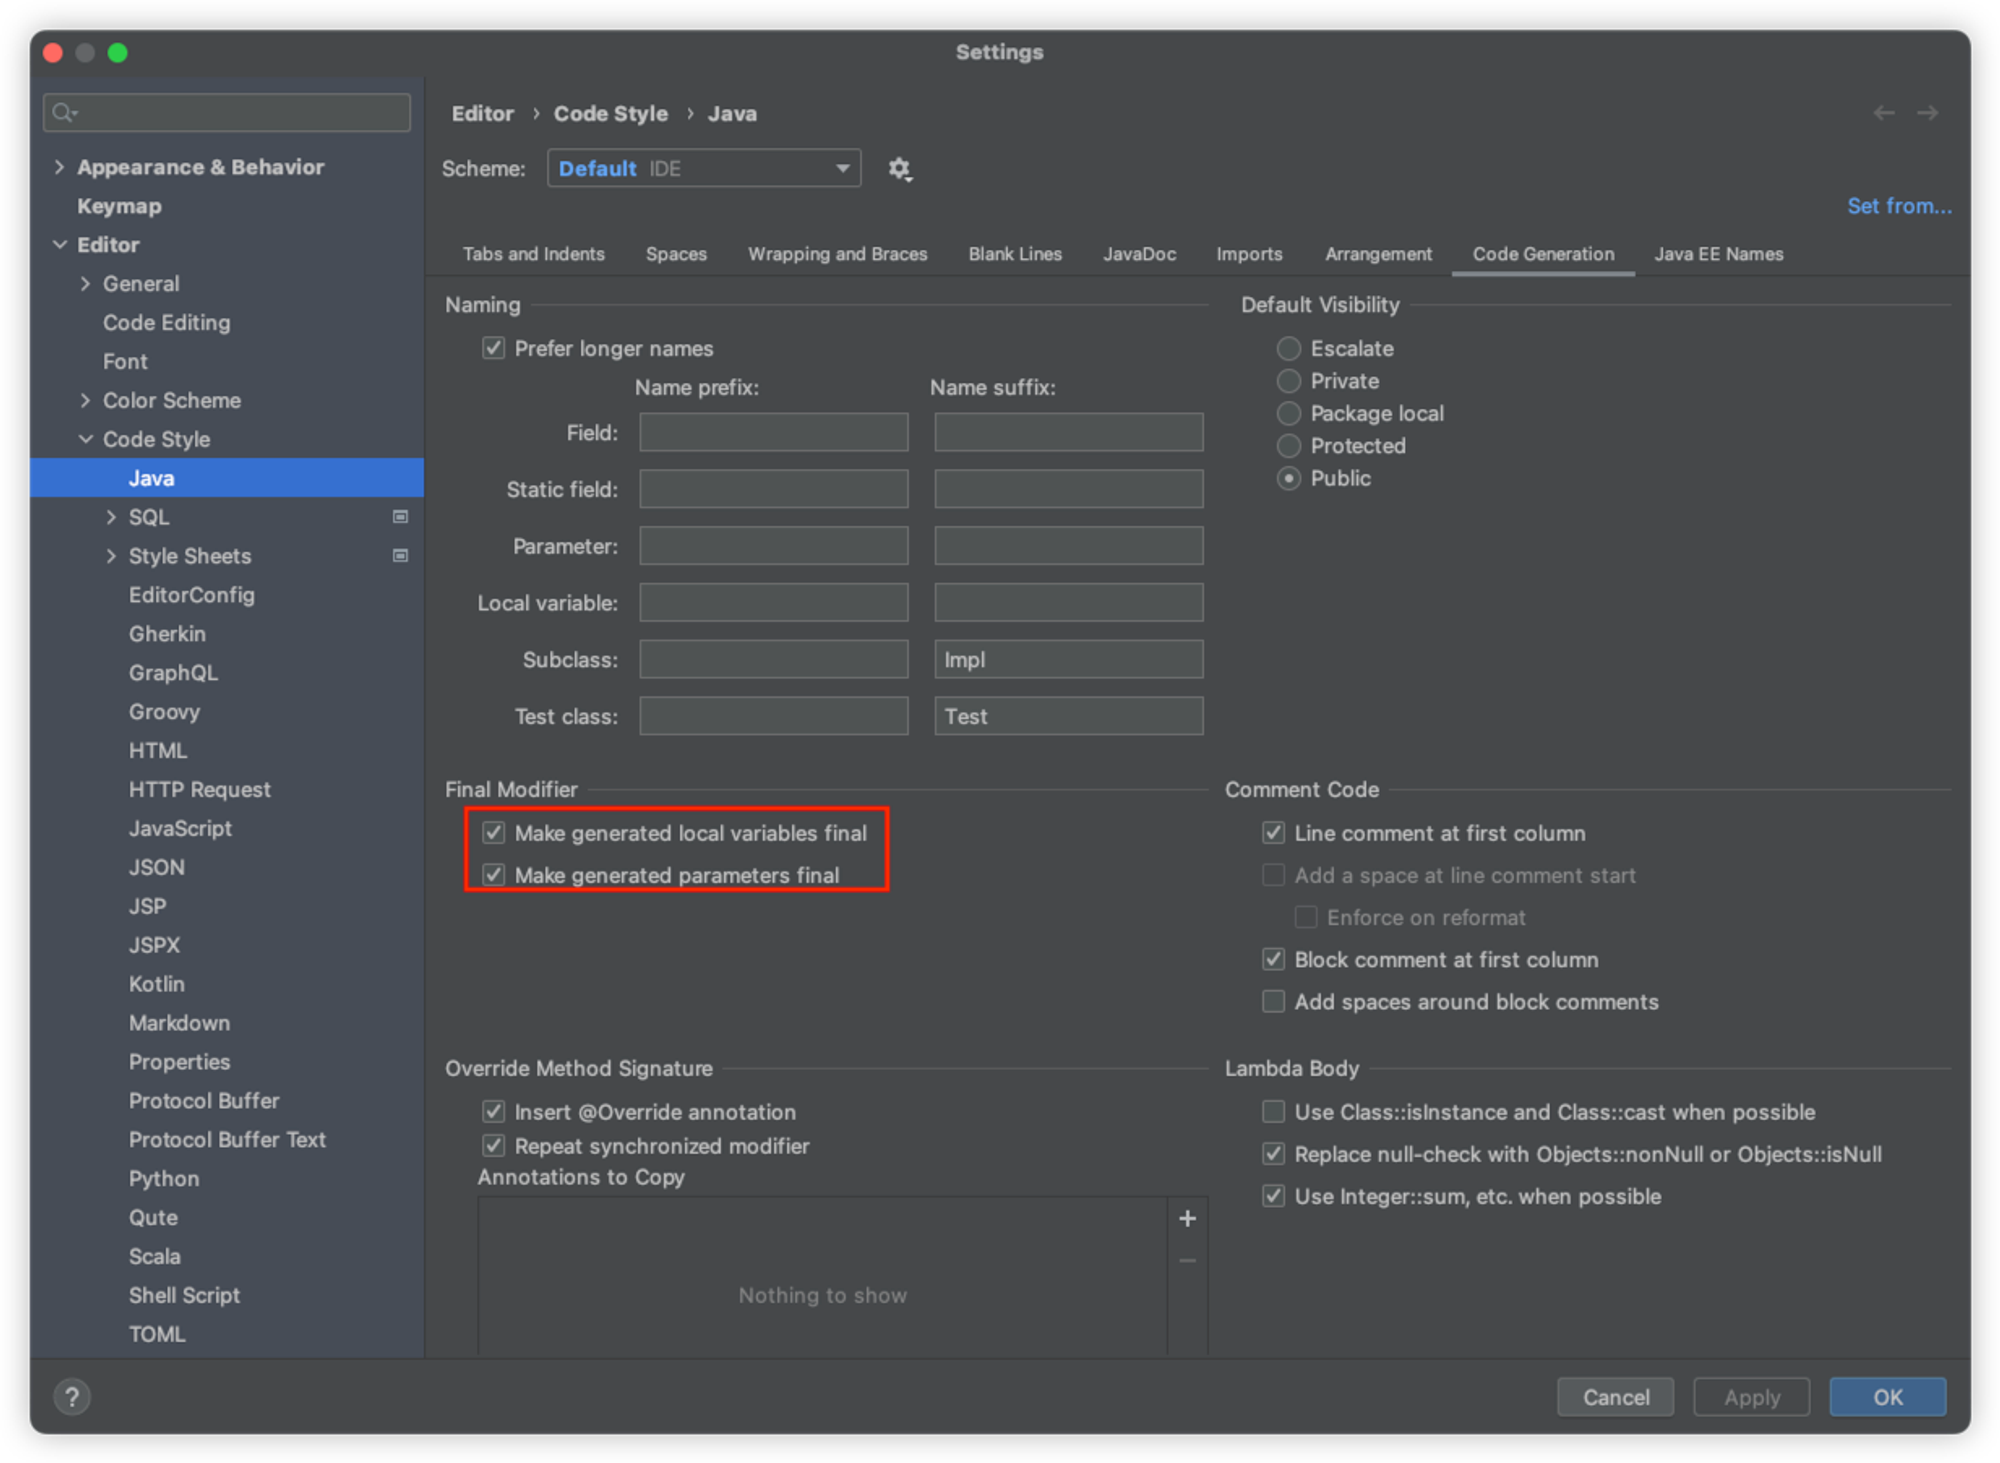 Settings
Appearance & Behavior
Keymap
Editor
General
Code Editing
Font
Color Scheme
Code Style
Java
SQL
Style Sheets
EditorConfig
Gherkin
GraphQL
Groovy
HTML
HTTP Request
JavaScript
JSON
JSP
JSPX
Kotlin
Markdown
Properties
Protocol Buffer
Protocol Buffer Text
Python
Qute
Scala
Shell Script
TOML
Editor › Code Style › Java
Scheme: Default IDE
Set from...
Tabs and Indents Spaces Wrapping and Braces Blank Lines JavaDoc Imports Arrangement Code Generation Java EE Names
Naming
Prefer longer names
Name prefix: Name suffix:
Field:
Static field:
Parameter:
Local variable:
Subclass: Impl
Test class: Test
Default Visibility
Escalate
Private
Package local
Protected
Public
Final Modifier
Make generated local variables final
Make generated parameters final
Comment Code
Line comment at first column
Add a space at line comment start
Enforce on reformat
Block comment at first column
Add spaces around block comments
Override Method Signature
Insert @Override annotation
Repeat synchronized modifier
Annotations to Copy
Nothing to show
Lambda Body
Use Class::isInstance and Class::cast when possible
Replace null-check with Objects::nonNull or Objects::isNull
Use Integer::sum, etc. when possible
?
Cancel Apply OK